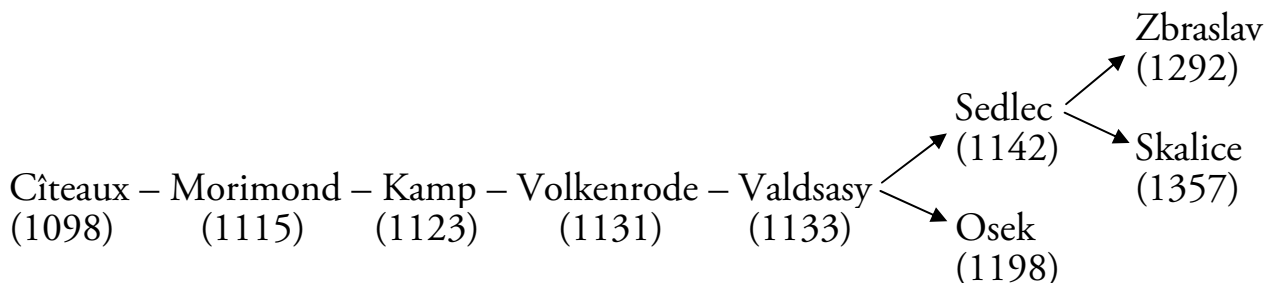 Zbraslav
(1292)
Sedlec
(1142)
Skalice
(1357)
Cîteaux – Morimond – Kamp – Volkenrode – Valdsasy
(1098) (1115) (1123) (1131) (1133)
Osek
(1198)